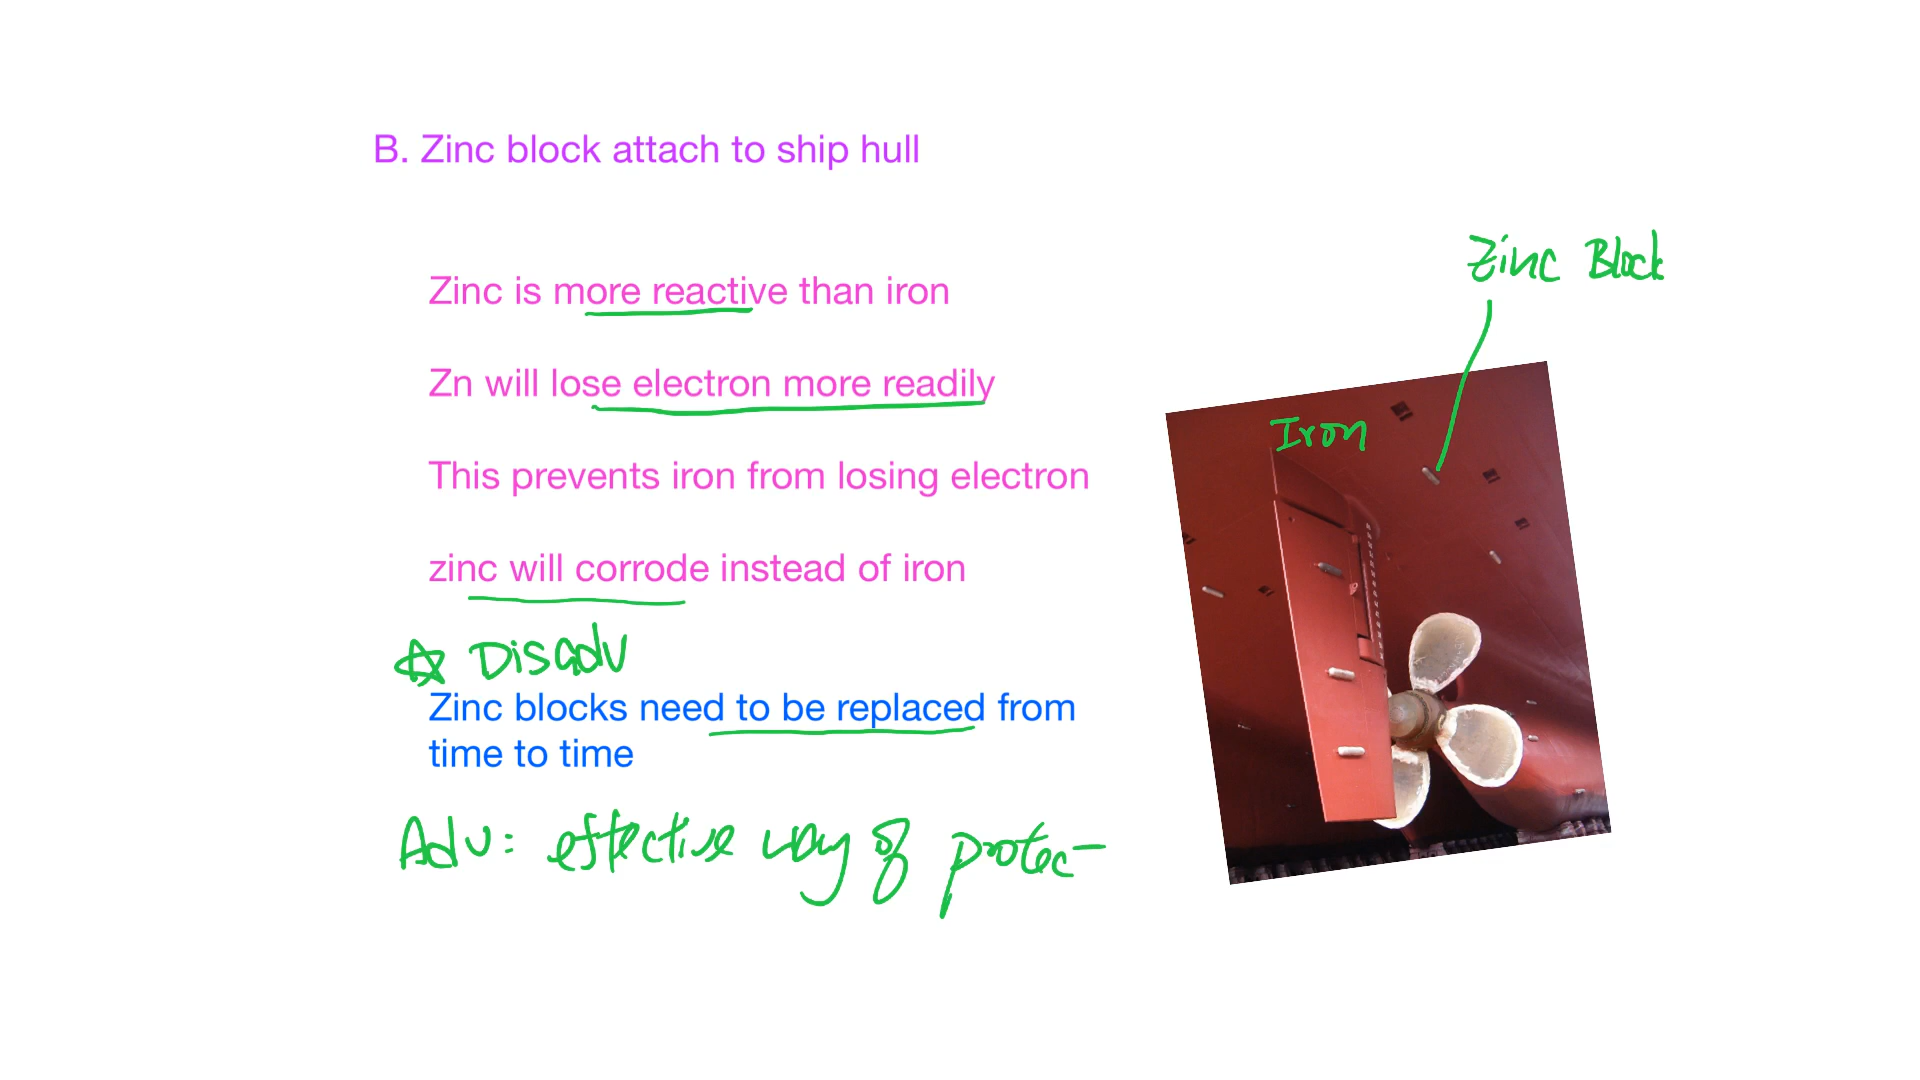 B. Zinc block attach to ship hull
Zinc Block
Zinc is more reactive than iron
Zn will lose electron more readily
Iron
This prevents iron from losing electron
zinc will corrode instead of iron
Disadv
Zinc blocks need to be replaced from
time to time
Adv: effective way of protec-